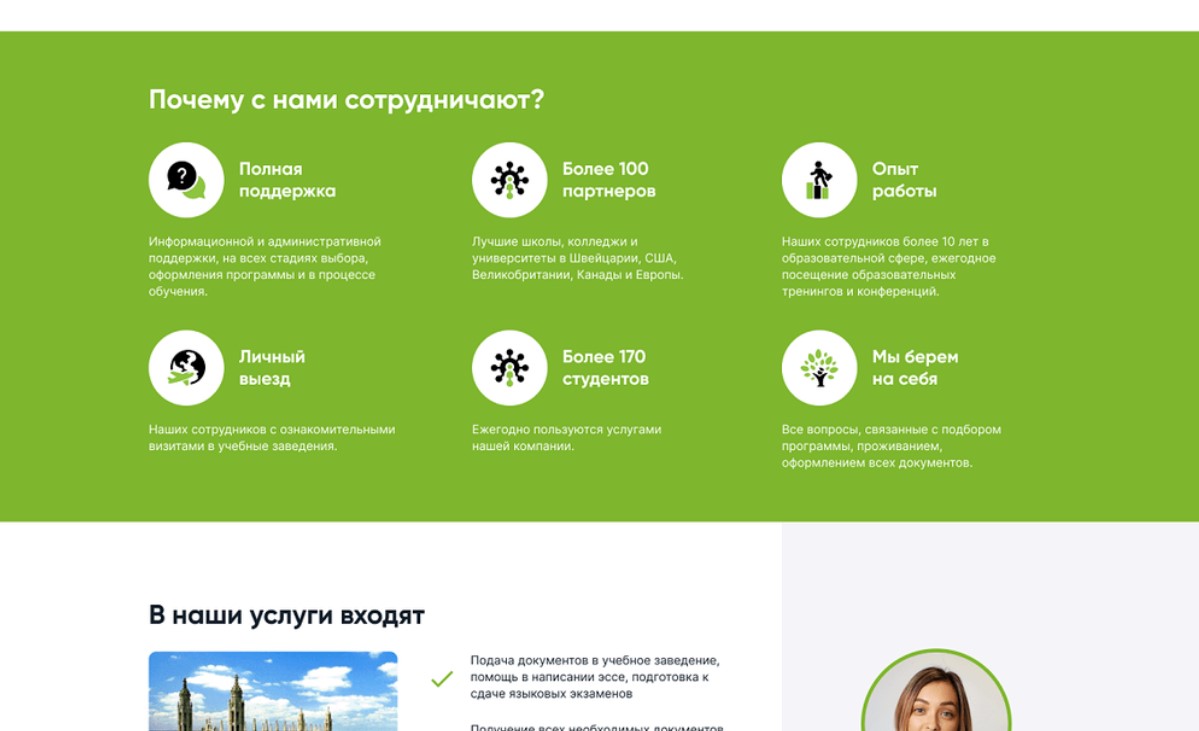 Почему с нами сотрудничают?
Полная
поддержка
Информационной и административной
поддержки, на всех стадиях выбора,
оформления программы и в процессе
обучения.
Более 100
партнеров
Лучшие школы, колледжи и
университеты в Швейцарии, США,
Великобритании, Канады и Европы.
Опыт
работы
Наших сотрудников более 10 лет в
образовательной сфере, ежегодное
посещение образовательных
тренингов и конференций.
Личный
выезд
Наших сотрудников с ознакомительными
визитами в учебные заведения.
Более 170
студентов
Ежегодно пользуются услугами
нашей компании.
Мы берем
на себя
Все вопросы, связанные с подбором
программы, проживанием,
оформлением всех документов.
В наши услуги входят
Подача документов в учебное заведение,
помощь в написании эссе, подготовка к
сдаче языковых экзаменов
Получение всех необходимых документов